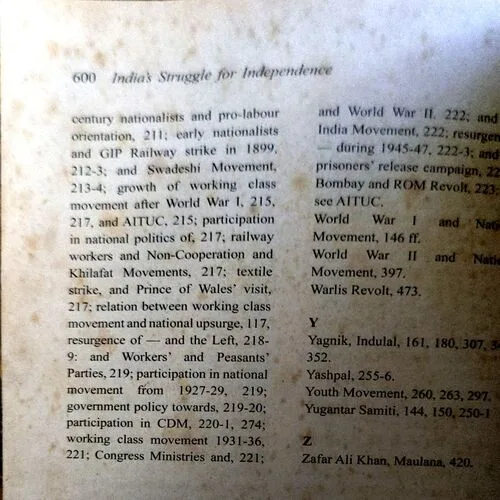 600 India's Struggle for Independence
century nationalists and pro-labour
orientation, 211; early nationalists
and GIP Railway strike in 1899,
212-3; and Swadeshi Movement,
213-4; growth of working class
movement after World War I, 215,
217, and AITUC, 215; participation
in national politics of, 217; railway
workers and Non-Cooperation and
Khilafat Movements, 217; textile
strike, and Prince of Wales' visit,
217; relation between working class
movement and national upsurge, 117,
resurgence of — and the Left, 218-
9: and Workers' and Peasants'
Parties, 219; participation in national
movement from 1927-29, 219;
government policy towards, 219-20;
participation in CDM, 220-1, 274;
working class movement 1931-36,
221; Congress Ministries and, 221;
and World War II. 222; and
India Movement, 222; resurgen
— during 1945-47, 222-3; and
prisoners' release campaign, 22
Bombay and ROM Revolt, 223-
see AITUC.
World War I and Nati
Movement, 146 ff.
World War II and Natio
Movement, 397.
Warlis Revolt, 473.
Y
Yagnik, Indulal, 161, 180, 307, 3
352.
Yashpal, 255-6.
Youth Movement, 260, 263, 297.
Yugantar Samiti, 144, 150, 250-1
Z
Zafar Ali Khan, Maulana, 420.